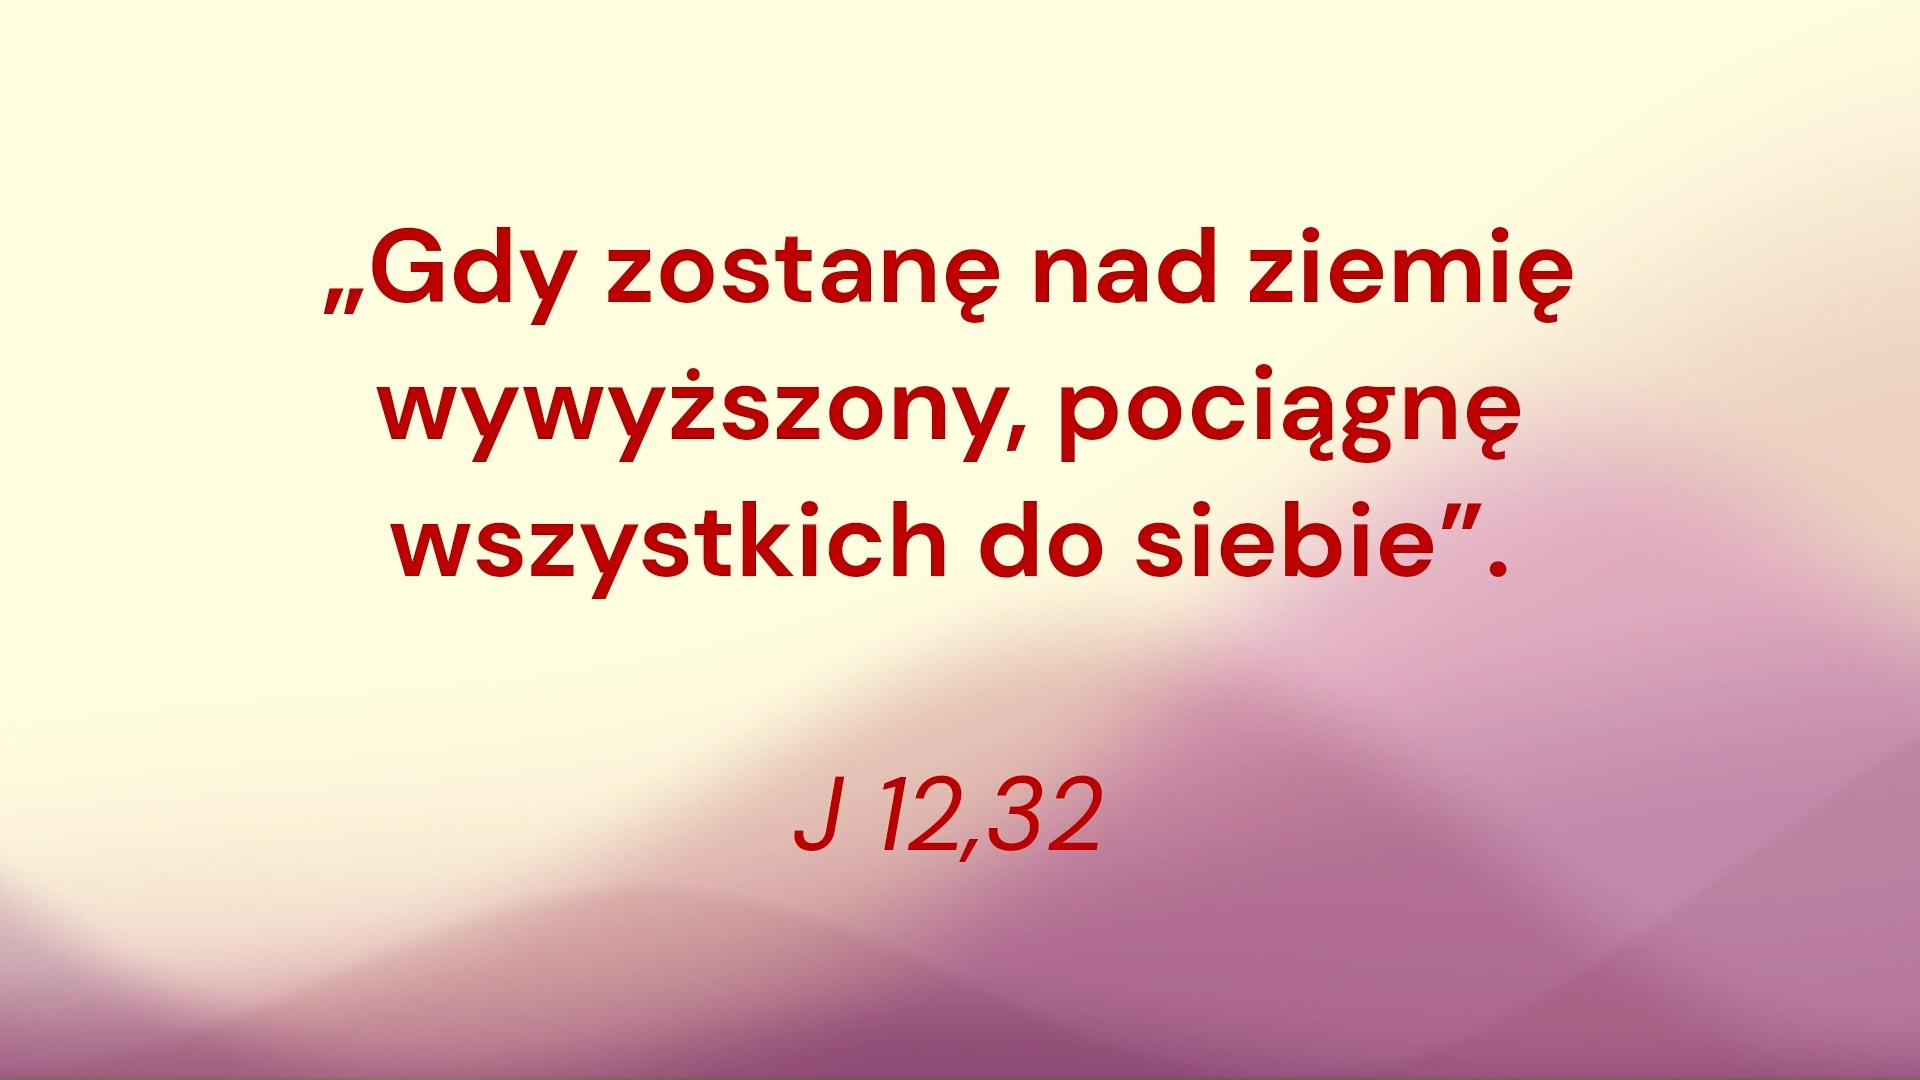 „Gdy zostanę nad ziemię
wywyższony, pociągnę
wszystkich do siebie”.
J 12,32